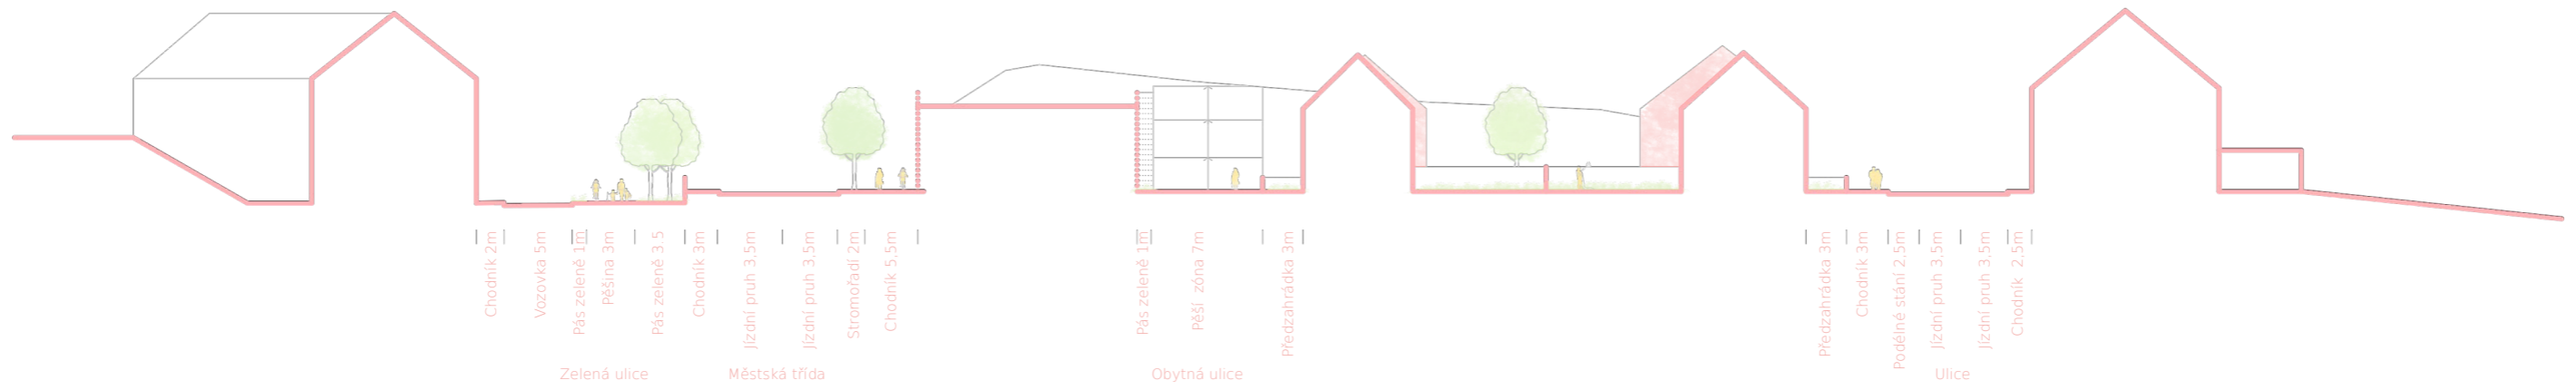 Chodník 2m
Vozovka 5m
Pás zeleně 1m
Pěšina 3m
Pás zeleně 3.5
Chodník 3m
Jízdní pruh 3,5m
Jízdní pruh 3,5m
Stromořadí 2m
Chodník 5,5m
Pás zeleně 1m
Pěší zóna 7m
Předzahrádka 3m
Předzahrádka 3m
Chodník 3m
Podélné stání 2,5m
Jízdní pruh 3,5m
Jízdní pruh 3,5m
Chodník 2,5m
Zelená ulice
Městská třída
Obytná ulice
Ulice